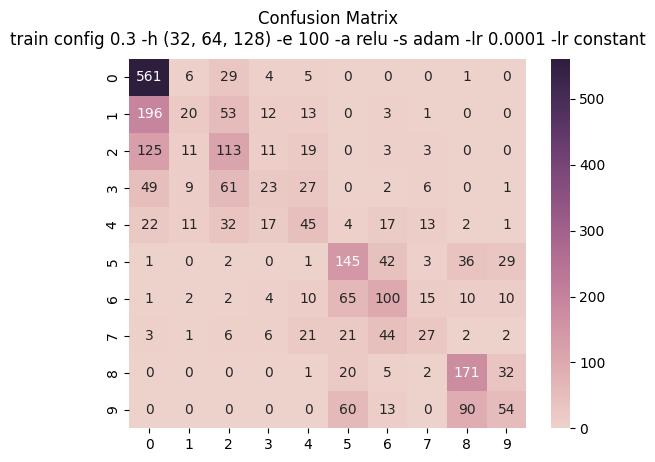 Confusion Matrix
train config 0.3 -h (32, 64, 128) -e 100 -a relu -s adam -lr 0.0001 -lr constant
0 561 6 29 4 5 0 0 0 1 0
1 196 20 53 12 13 0 3 1 0 0
2 125 11 113 11 19 0 3 3 0 0
3 49 9 61 23 27 0 2 6 0 1
4 22 11 32 17 45 4 17 13 2 1
5 1 0 2 0 1 145 42 3 36 29
6 1 2 2 4 10 65 100 15 10 10
7 3 1 6 6 21 21 44 27 2 2
8 0 0 0 0 1 20 5 2 171 32
9 0 0 0 0 0 60 13 0 90 54
0 1 2 3 4 5 6 7 8 9
500
400
300
200
100
0